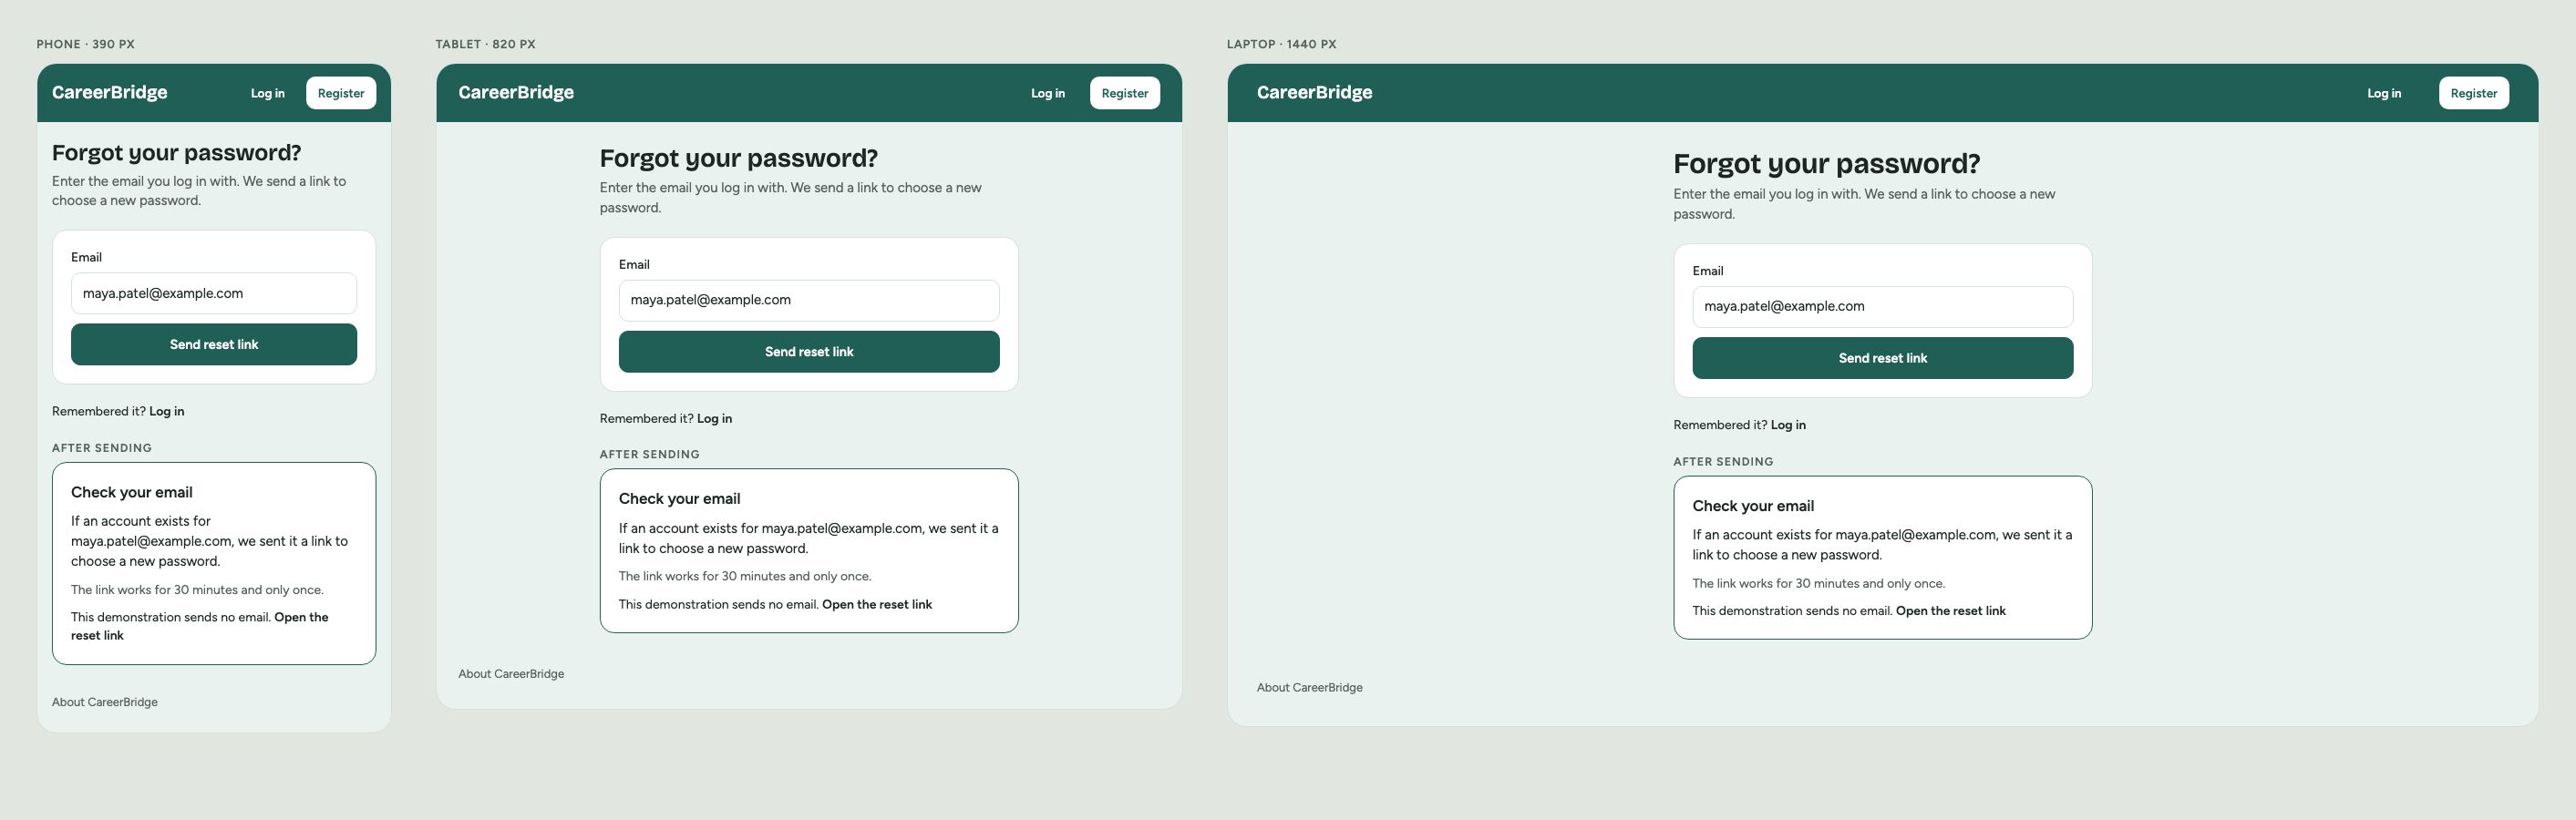 PHONE · 390 PX
CareerBridge
Log in
Register
Forgot your password?
Enter the email you log in with. We send a link to
choose a new password.
Email
maya.patel@example.com
Send reset link
Remembered it? Log in
AFTER SENDING
Check your email
If an account exists for
maya.patel@example.com, we sent it a link to
choose a new password.
The link works for 30 minutes and only once.
This demonstration sends no email. Open the
reset link
About CareerBridge
TABLET · 820 PX
CareerBridge
Log in
Register
Forgot your password?
Enter the email you log in with. We send a link to choose a new
password.
Email
maya.patel@example.com
Send reset link
Remembered it? Log in
AFTER SENDING
Check your email
If an account exists for maya.patel@example.com, we sent it a
link to choose a new password.
The link works for 30 minutes and only once.
This demonstration sends no email. Open the reset link
About CareerBridge
LAPTOP · 1440 PX
CareerBridge
Log in
Register
Forgot your password?
Enter the email you log in with. We send a link to choose a new
password.
Email
maya.patel@example.com
Send reset link
Remembered it? Log in
AFTER SENDING
Check your email
If an account exists for maya.patel@example.com, we sent it a
link to choose a new password.
The link works for 30 minutes and only once.
This demonstration sends no email. Open the reset link
About CareerBridge